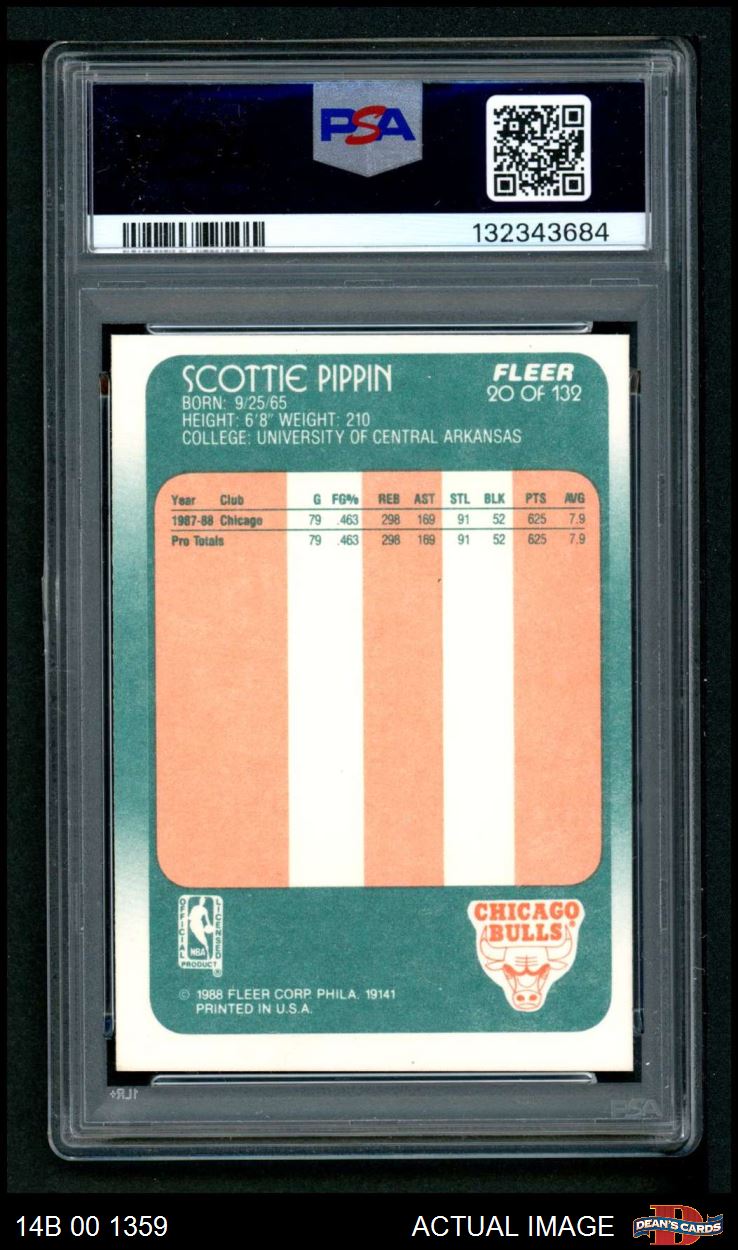 PSA
132343684
SCOTTIE PIPPIN
FLEER
20 OF 132
BORN: 9/25/65
HEIGHT: 6'8" WEIGHT: 210
COLLEGE: UNIVERSITY OF CENTRAL ARKANSAS
Year Club G FG% REB AST STL BLK PTS AVG
1987-88 Chicago 79 .463 298 169 91 52 625 7.9
Pro Totals 79 .463 298 169 91 52 625 7.9
OFFICIAL LICENSED
NBA
PRODUCT ®
CHICAGO
BULLS
© 1988 FLEER CORP. PHILA. 19141
PRINTED IN U.S.A.
PSA
14B 00 1359
ACTUAL IMAGE
DEAN'S CARDS